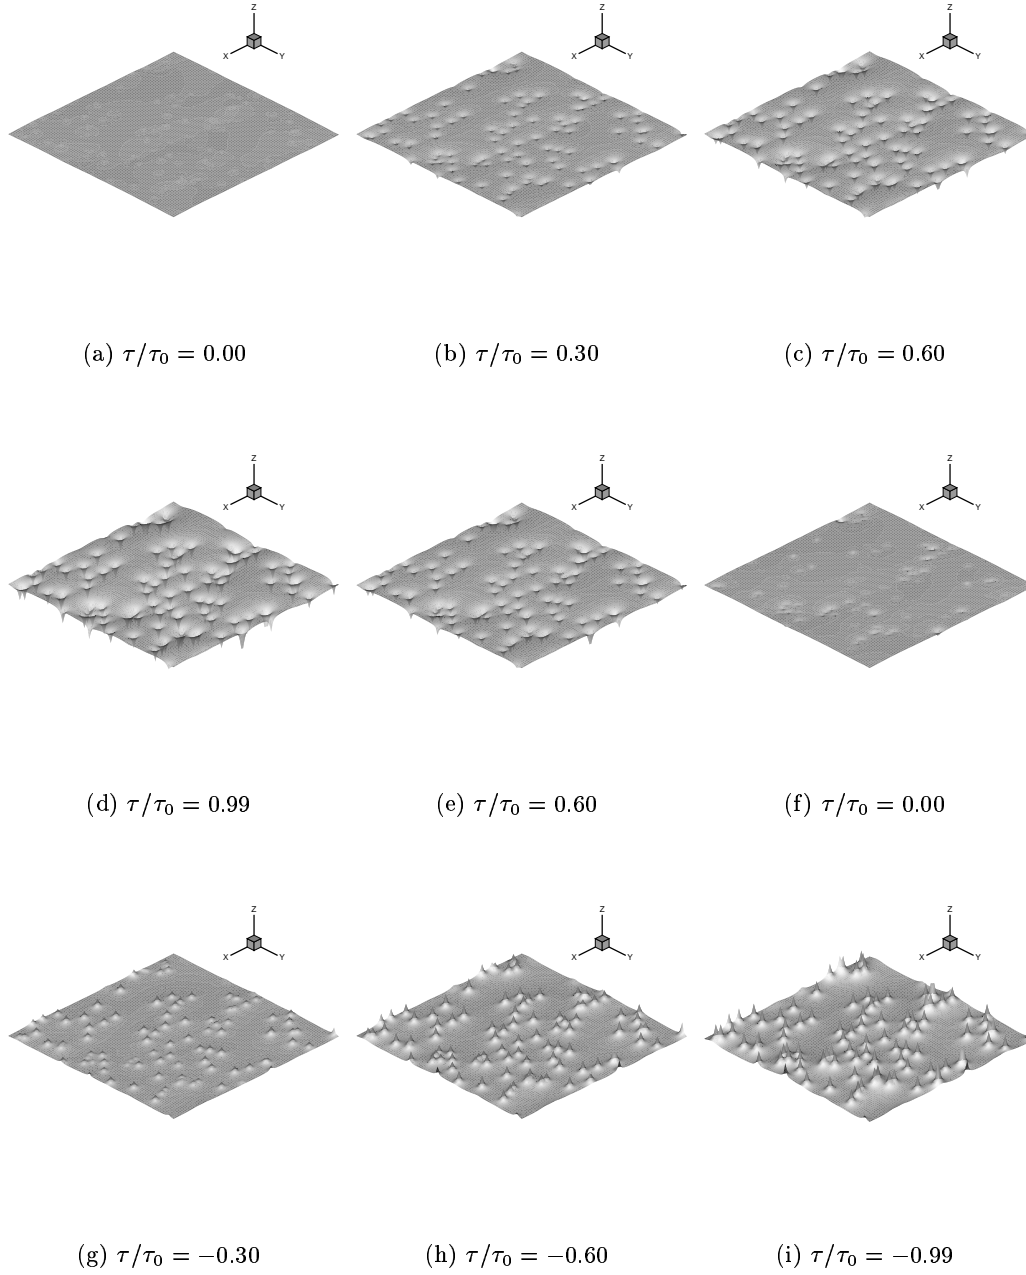 Z Z Z
X Y X Y X Y
(a) τ/τ₀ = 0.00 (b) τ/τ₀ = 0.30 (c) τ/τ₀ = 0.60
Z Z Z
X Y X Y X Y
(d) τ/τ₀ = 0.99 (e) τ/τ₀ = 0.60 (f) τ/τ₀ = 0.00
Z Z Z
X Y X Y X Y
(g) τ/τ₀ = −0.30 (h) τ/τ₀ = −0.60 (i) τ/τ₀ = −0.99